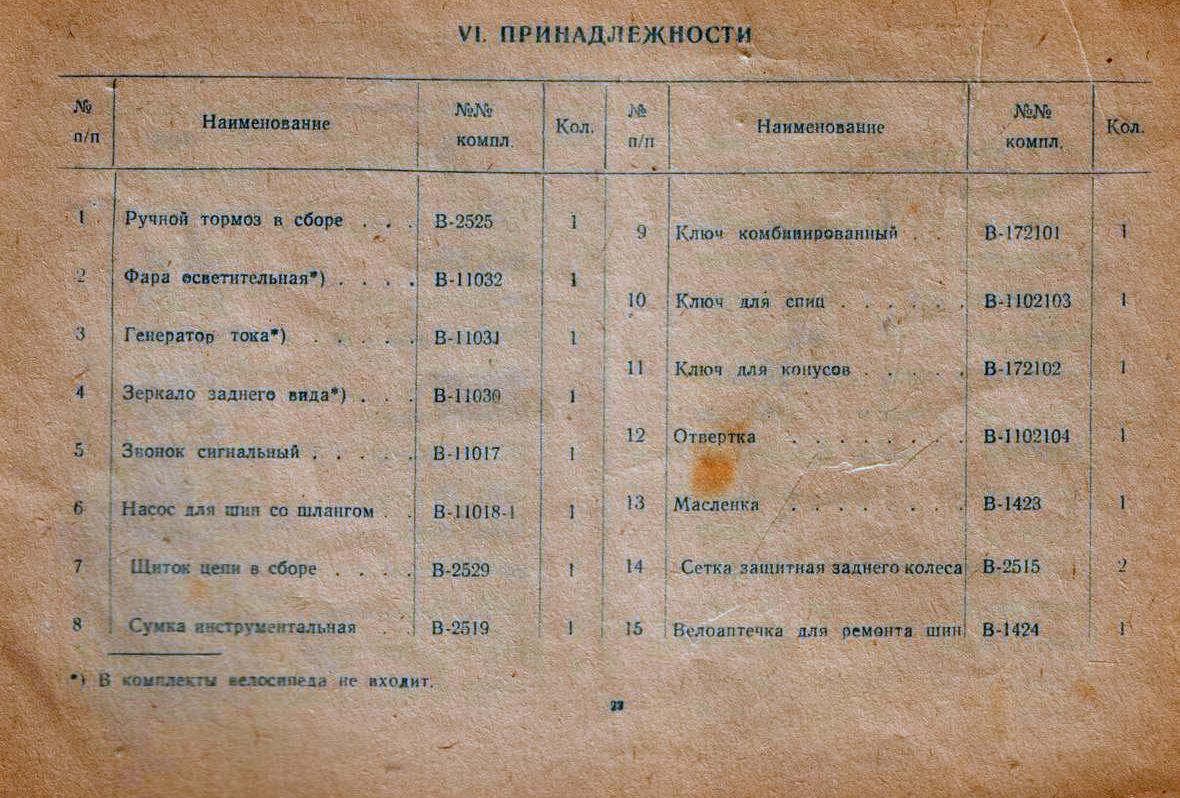 VI. ПРИНАДЛЕЖНОСТИ
№ п/п Наименование №№ компл. Кол.
1 Ручной тормоз в сборе . . . В-2525 1
2 Фара осветительная*) . . . . В-11032 1
3 Генератор тока*) . . . . . В-11031 1
4 Зеркало заднего вида*) . . . В-11030 1
5 Звонок сигнальный . . . . . В-11017 1
6 Насос для шин со шлангом . . В-11018-1 1
7 Щиток цепи в сборе . . . . В-2529 1
8 Сумка инструментальная . . В-2519 1
№ п/п Наименование №№ компл. Кол.
9 Ключ комбинированный . . В-172101 1
10 Ключ для спиц . . . . . . В-1102103 1
11 Ключ для конусов . . . . . В-172102 1
12 Отвертка . . . . . . . . В-1102104 1
13 Масленка . . . . . . . . В-1423 1
14 Сетка защитная заднего колеса В-2515 2
15 Велоаптечка для ремонта шин В-1424 1
*) В комплекты велосипеда не входит.
23